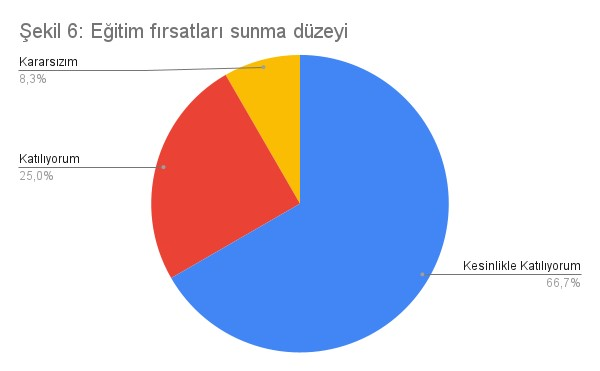 Şekil 6: Eğitim fırsatları sunma düzeyi
Kararsızım
8,3%
Katılıyorum
25,0%
Kesinlikle Katılıyorum
66,7%